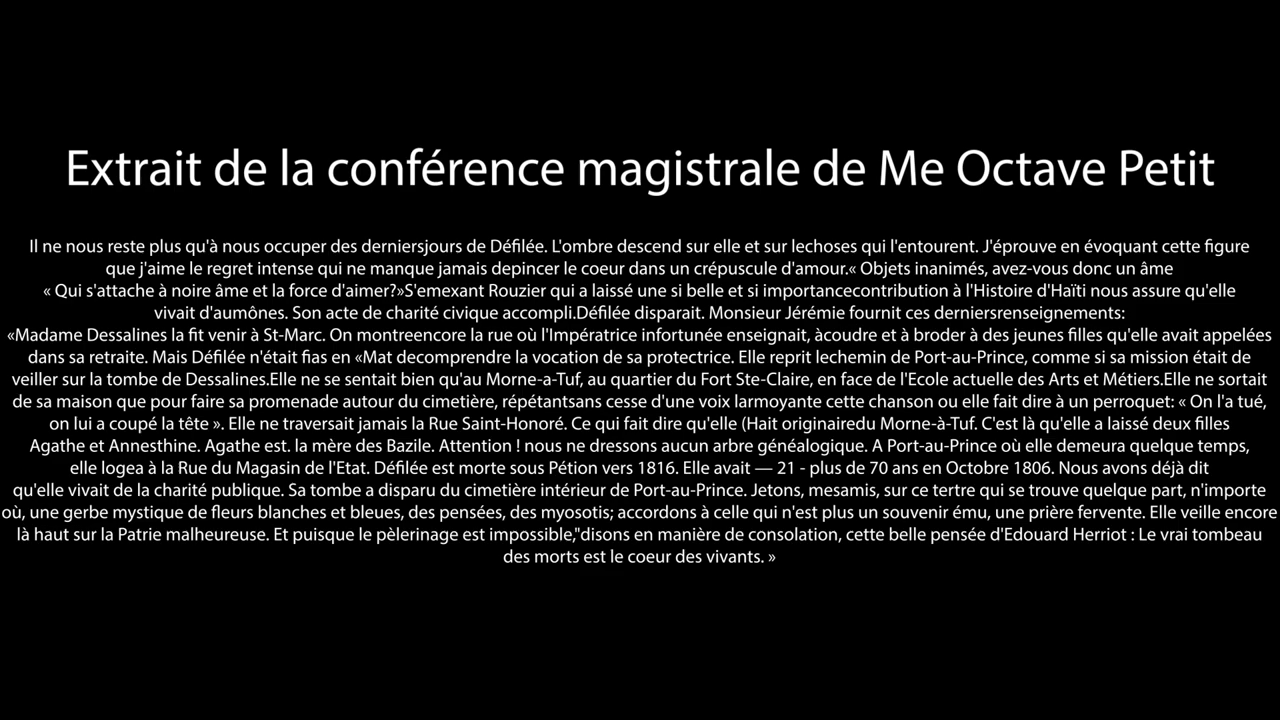 Extrait de la conférence magistrale de Me Octave Petit
Il ne nous reste plus qu'à nous occuper des derniersjours de Défilée. L'ombre descend sur elle et sur lechoses qui l'entourent. J'éprouve en évoquant cette figure
que j'aime le regret intense qui ne manque jamais depincer le coeur dans un crépuscule d'amour.« Objets inanimés, avez-vous donc un âme
« Qui s'attache à noire âme et la force d'aimer?»S'emexant Rouzier qui a laissé une si belle et si importancecontribution à l'Histoire d'Haïti nous assure qu'elle
vivait d'aumônes. Son acte de charité civique accompli.Défilée disparait. Monsieur Jérémie fournit ces derniersrenseignements:
«Madame Dessalines la fit venir à St-Marc. On montreencore la rue où l'Impératrice infortunée enseignait, àcoudre et à broder à des jeunes filles qu'elle avait appelées
dans sa retraite. Mais Défilée n'était fias en «Mat decomprendre la vocation de sa protectrice. Elle reprit lechemin de Port-au-Prince, comme si sa mission était de
veiller sur la tombe de Dessalines.Elle ne se sentait bien qu'au Morne-a-Tuf, au quartier du Fort Ste-Claire, en face de l'Ecole actuelle des Arts et Métiers.Elle ne sortait
de sa maison que pour faire sa promenade autour du cimetière, répétantsans cesse d'une voix larmoyante cette chanson ou elle fait dire à un perroquet: « On l'a tué,
on lui a coupé la tête ». Elle ne traversait jamais la Rue Saint-Honoré. Ce qui fait dire qu'elle (Hait originairedu Morne-à-Tuf. C'est là qu'elle a laissé deux filles
Agathe et Annesthine. Agathe est. la mère des Bazile. Attention ! nous ne dressons aucun arbre généalogique. A Port-au-Prince où elle demeura quelque temps,
elle logea à la Rue du Magasin de l'Etat. Défilée est morte sous Pétion vers 1816. Elle avait — 21 - plus de 70 ans en Octobre 1806. Nous avons déjà dit
qu'elle vivait de la charité publique. Sa tombe a disparu du cimetière intérieur de Port-au-Prince. Jetons, mesamis, sur ce tertre qui se trouve quelque part, n'importe
où, une gerbe mystique de fleurs blanches et bleues, des pensées, des myosotis; accordons à celle qui n'est plus un souvenir ému, une prière fervente. Elle veille encore
là haut sur la Patrie malheureuse. Et puisque le pèlerinage est impossible,"disons en manière de consolation, cette belle pensée d'Edouard Herriot : Le vrai tombeau
des morts est le coeur des vivants. »